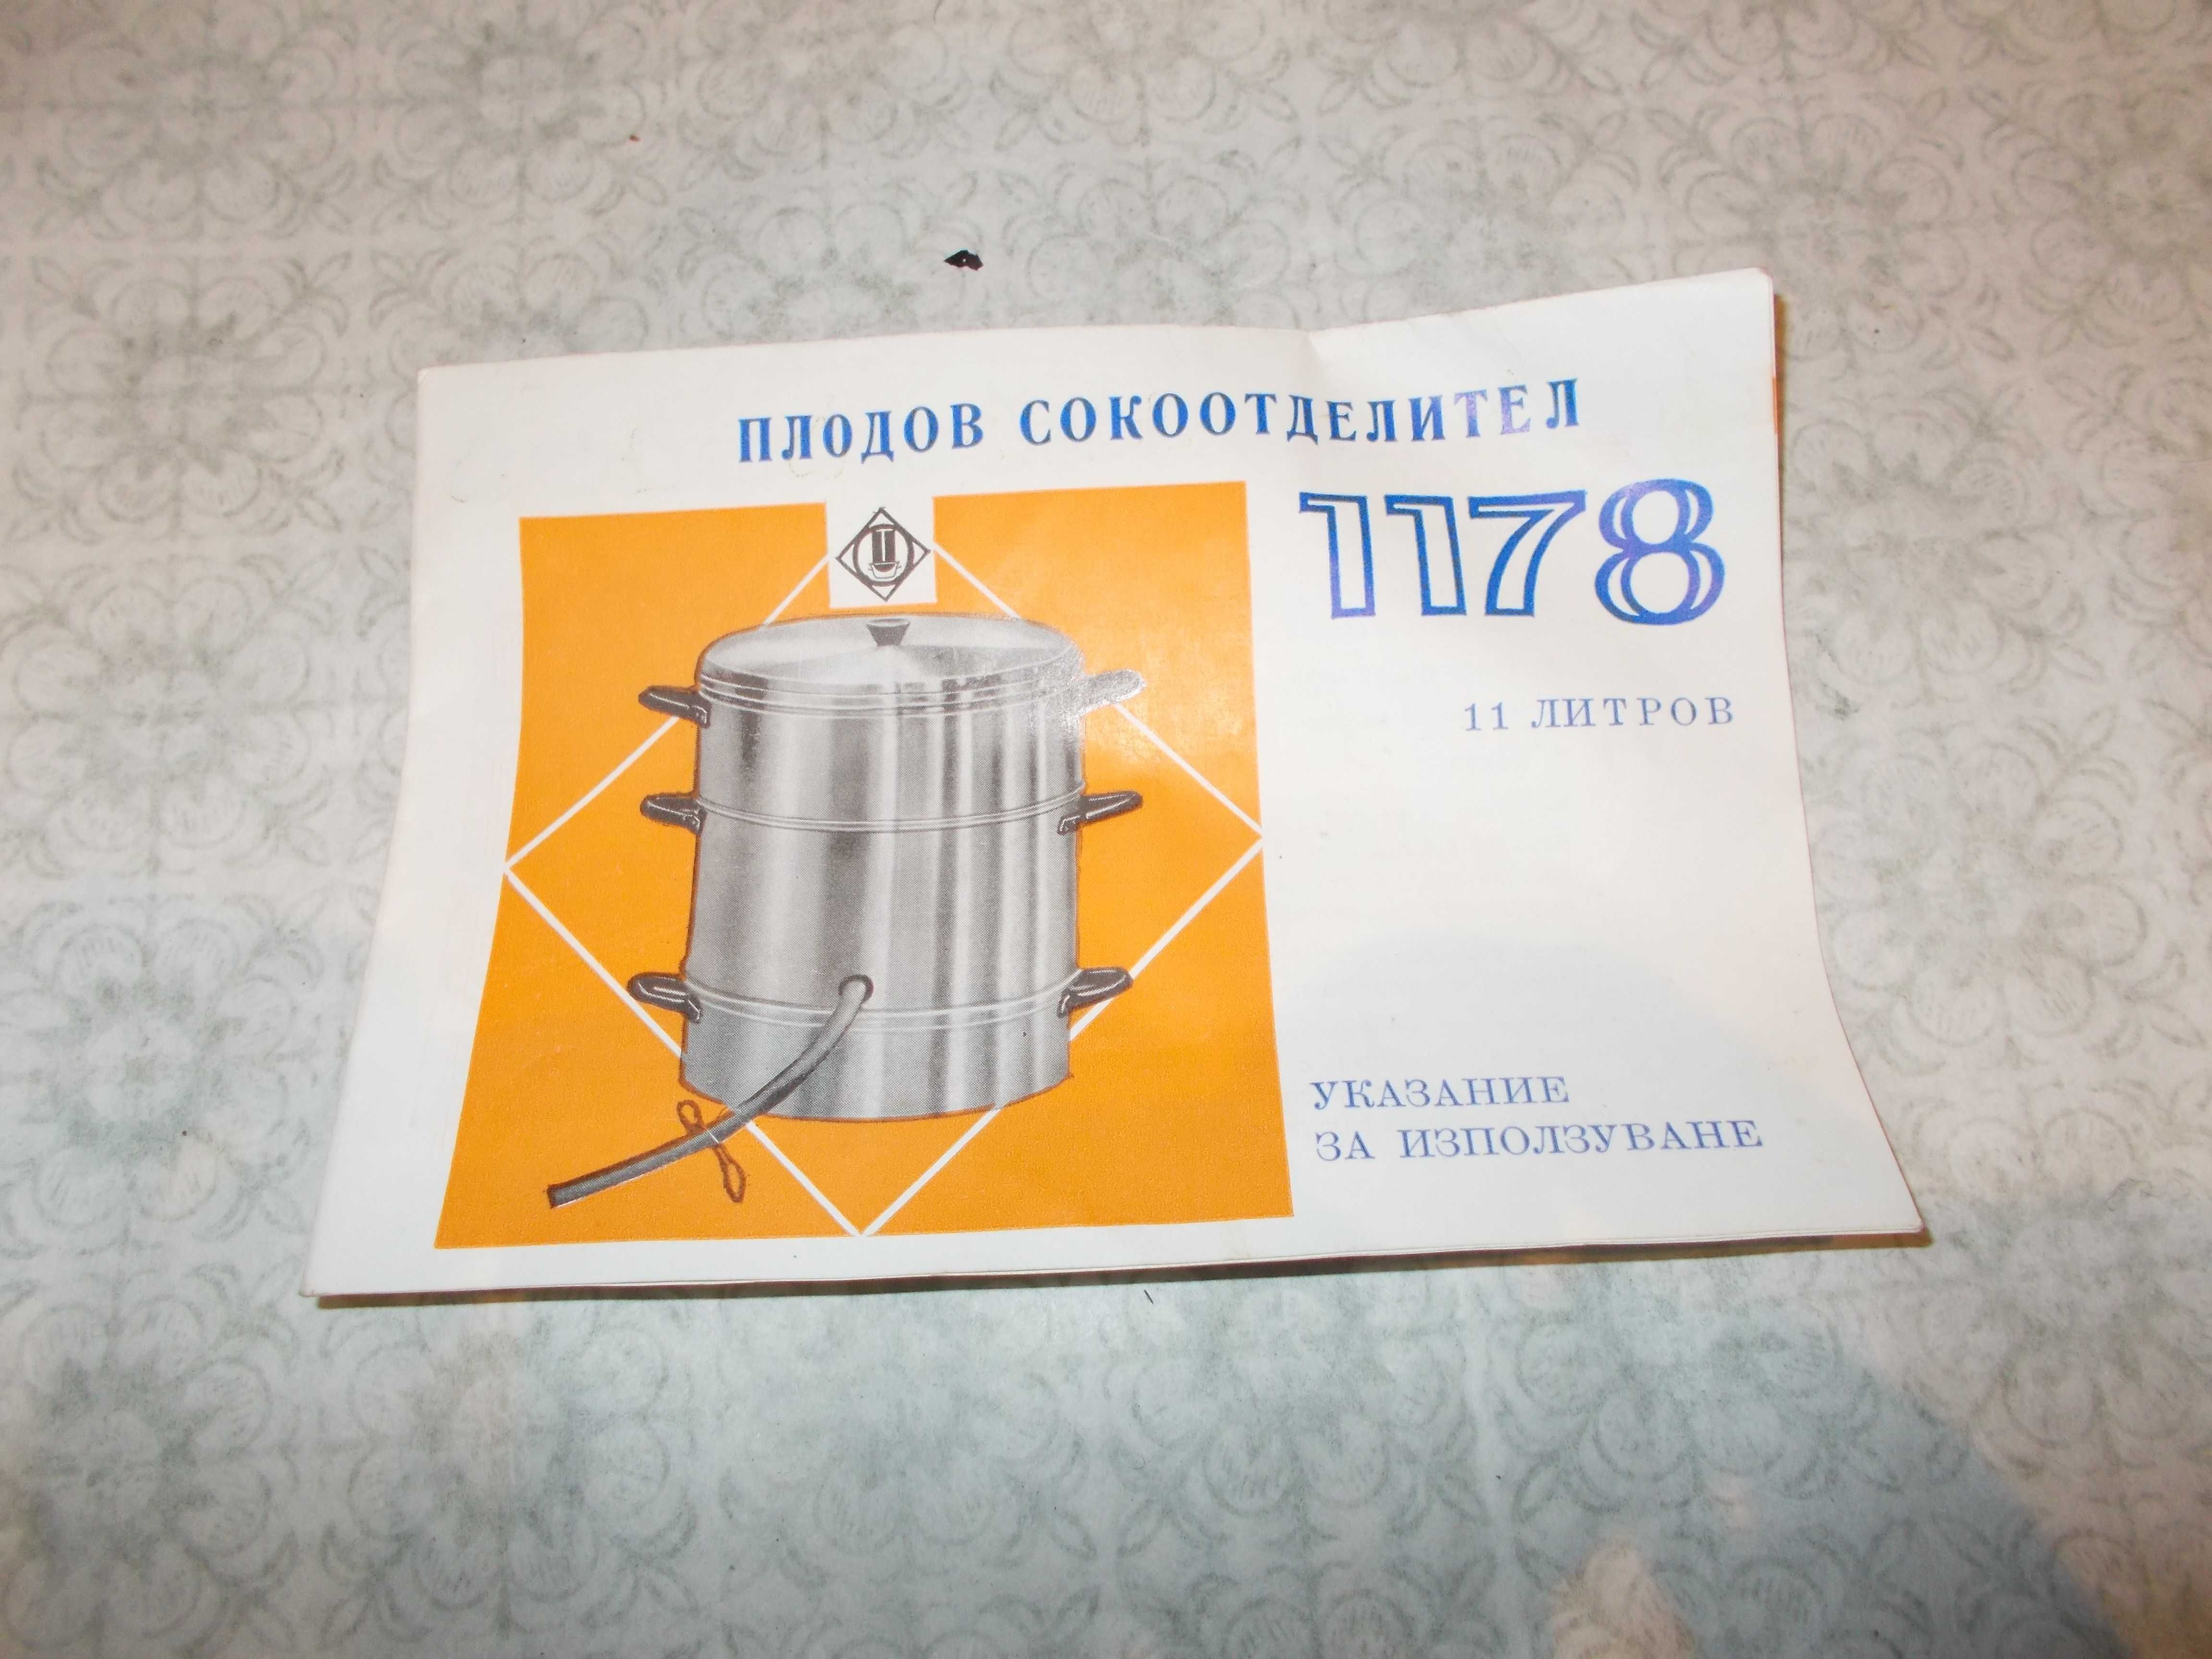 ПЛОДОВ СОКООТДЕЛИТЕЛ
1178
11 ЛИТРОВ
УКАЗАНИЕ
ЗА ИЗПОЛЗУВАНЕ